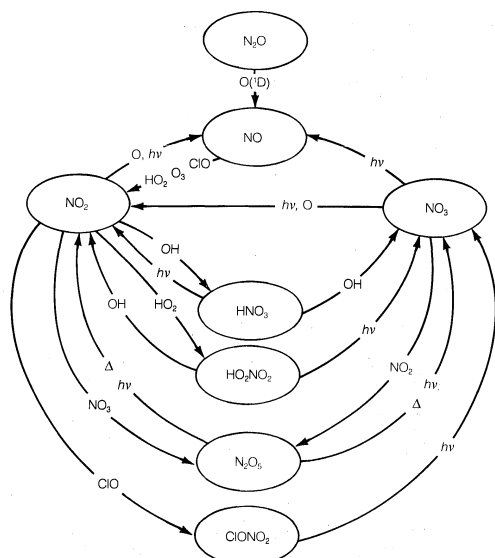 N₂O
O(¹D)
NO
O, hν
ClO
O₃
HO₂
hν
NO₂
hν, O
NO₃
OH
hν
OH
HO₂
HNO₃
OH
HO₂NO₂
hν
NO₂
Δ
hν
hν,
Δ
NO₃
N₂O₅
ClO
hν
ClONO₂